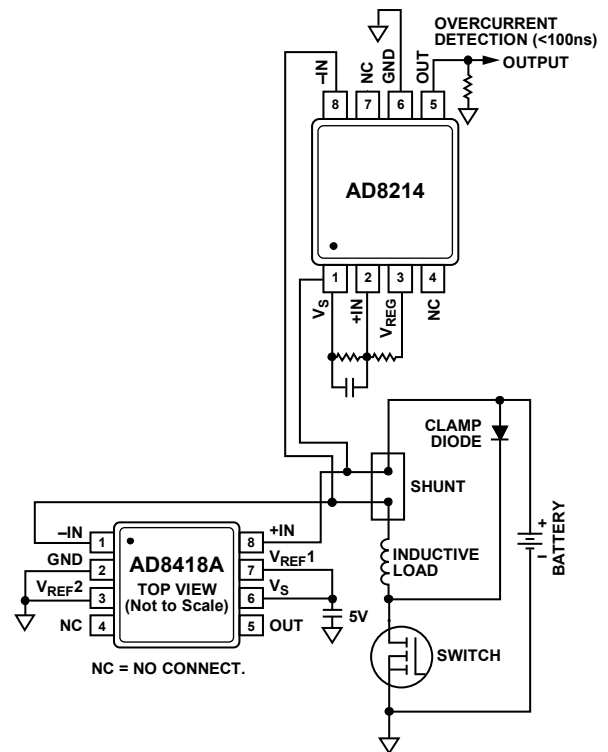 OVERCURRENT
DETECTION (<100ns)
OUTPUT
–IN
NC
GND
OUT
8
7
6
5
AD8214
1
2
3
4
VS
+IN
VREG
NC
CLAMP
DIODE
SHUNT
+
–
BATTERY
INDUCTIVE
LOAD
SWITCH
–IN
1
8
+IN
GND
2
7
VREF1
VREF2
3
6
VS
NC
4
5
OUT
AD8418A
TOP VIEW
(Not to Scale)
5V
NC = NO CONNECT.